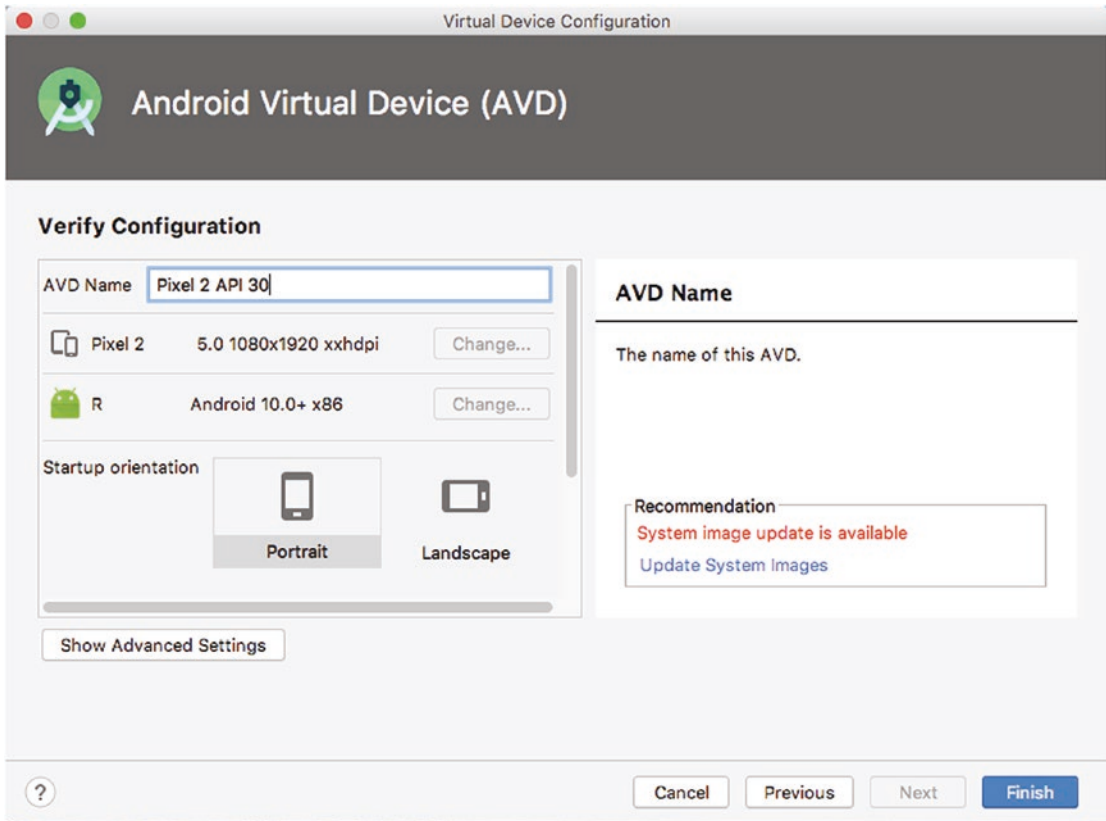 Virtual Device Configuration
Android Virtual Device (AVD)
Verify Configuration
AVD Name Pixel 2 API 30
Pixel 2 5.0 1080x1920 xxhdpi Change...
R Android 10.0+ x86 Change...
Startup orientation
Portrait
Landscape
Show Advanced Settings
AVD Name
The name of this AVD.
Recommendation
System image update is available
Update System Images
? Cancel Previous Next Finish